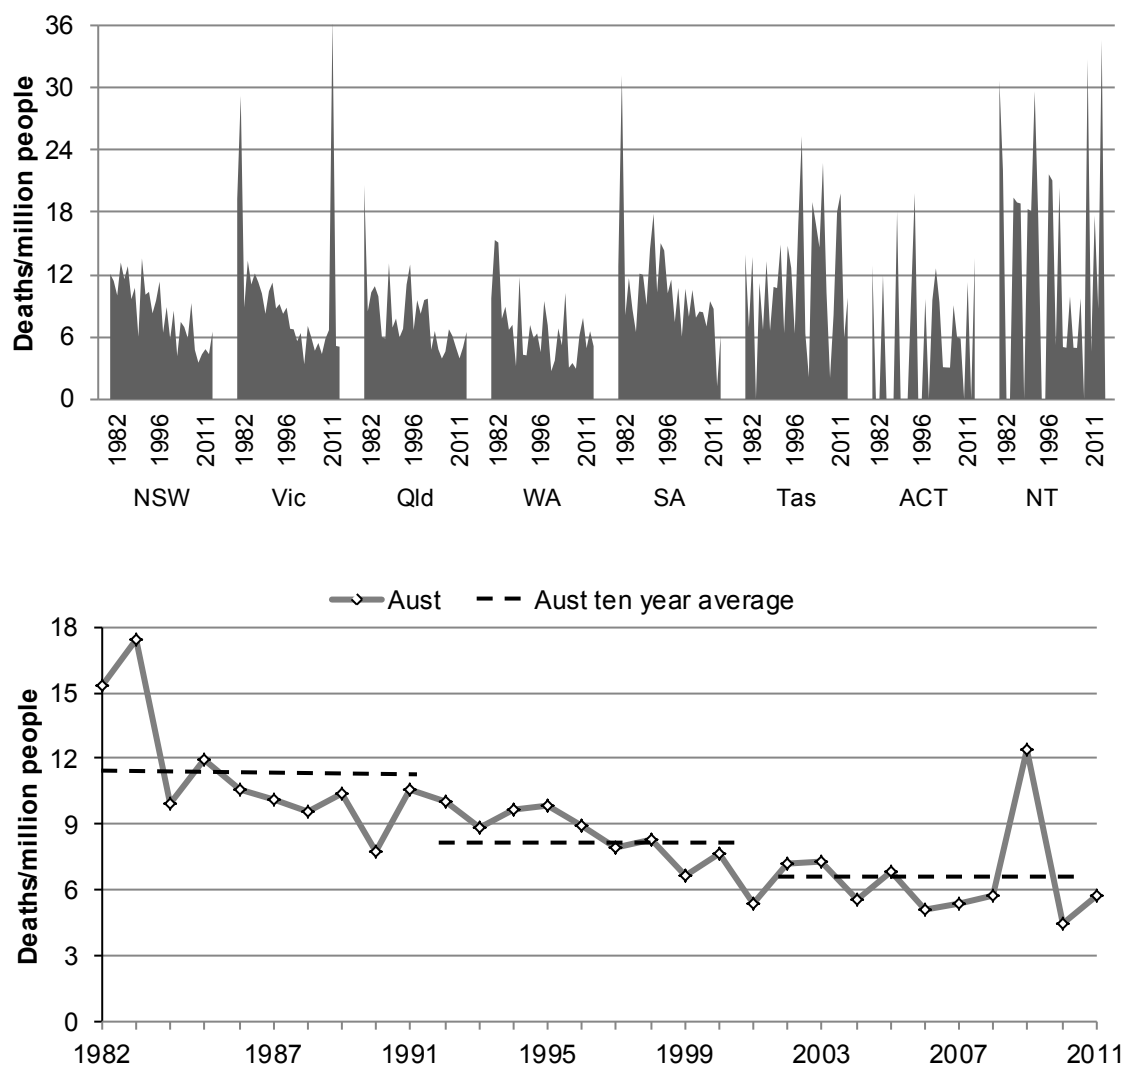 Deaths/million people
36
30
24
18
12
6
0
1982 1996 2011 1982 1996 2011 1982 1996 2011 1982 1996 2011 1982 1996 2011 1982 1996 2011 1982 1996 2011 1982 1996 2011
NSW Vic Qld WA SA Tas ACT NT
Aust Aust ten year average
Deaths/million people
18
15
12
9
6
3
0
1982 1987 1991 1995 1999 2003 2007 2011